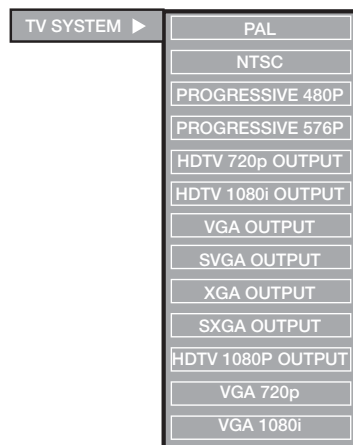 TV SYSTEM ▶
PAL
NTSC
PROGRESSIVE 480P
PROGRESSIVE 576P
HDTV 720p OUTPUT
HDTV 1080i OUTPUT
VGA OUTPUT
SVGA OUTPUT
XGA OUTPUT
SXGA OUTPUT
HDTV 1080P OUTPUT
VGA 720p
VGA 1080i